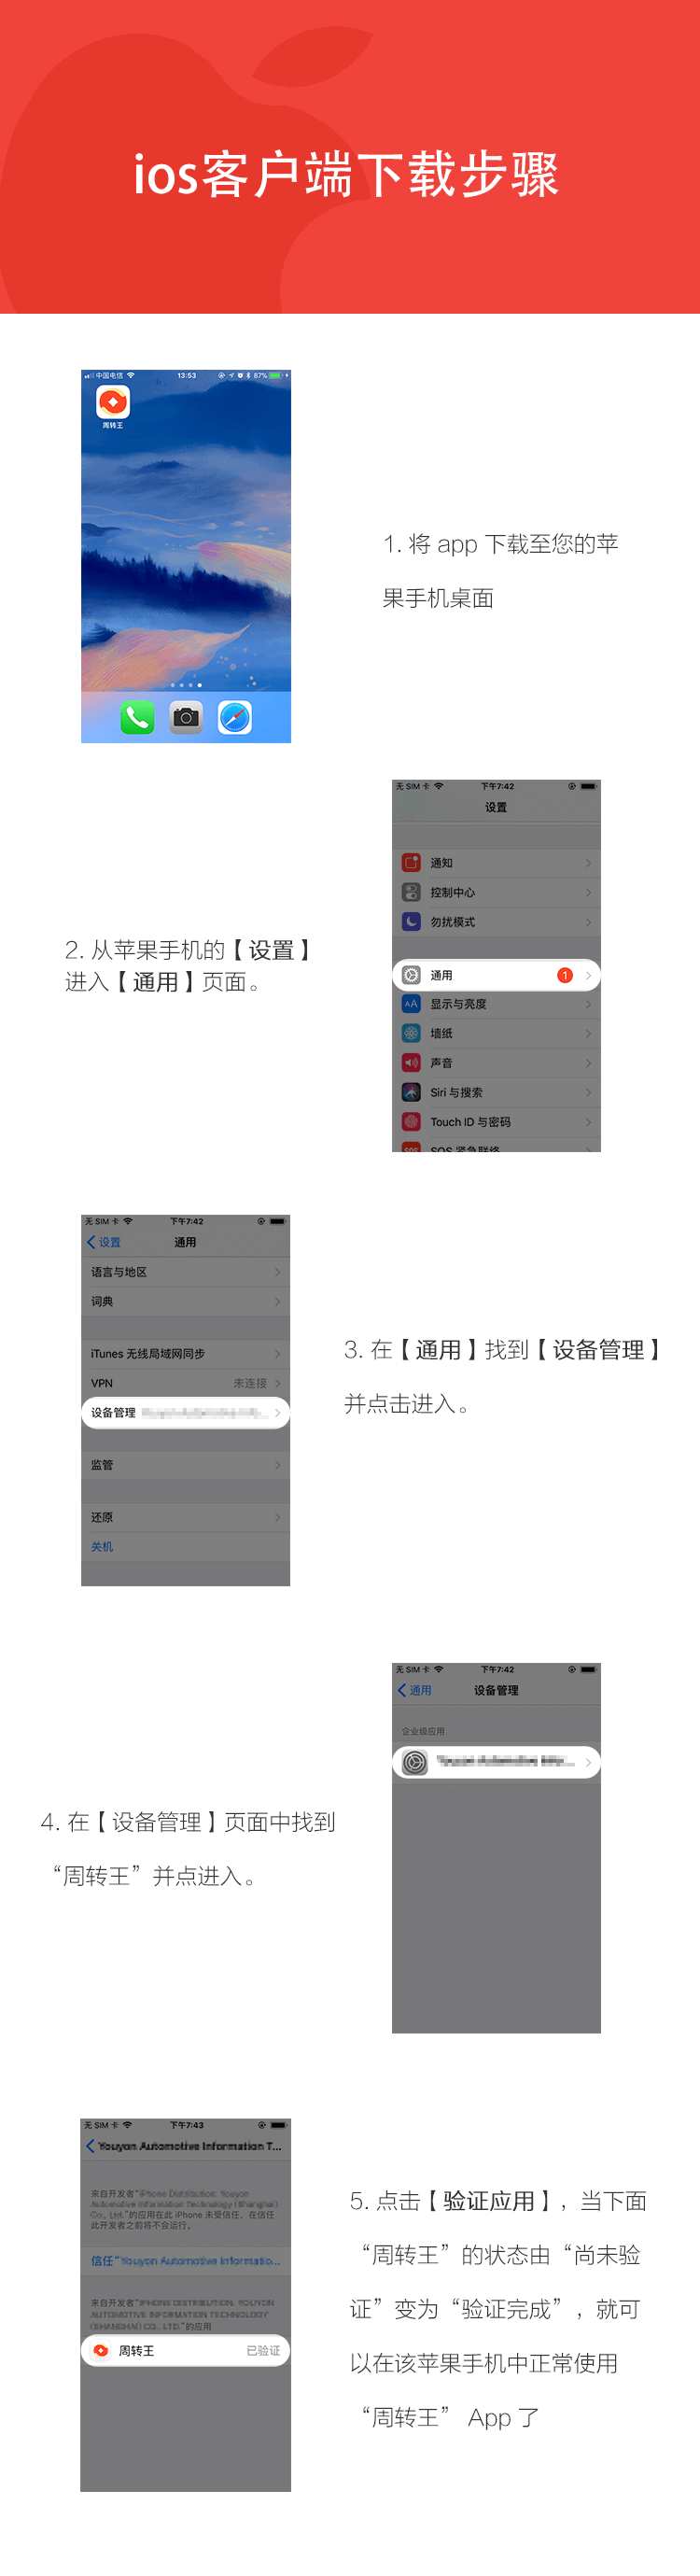 ios客户端下载步骤
中国电信 13:53 87%
周转王
1. 将 app 下载至您的苹
果手机桌面
无 SIM 卡 下午7:42
设置
通知
控制中心
勿扰模式
通用 1
AA 显示与亮度
墙纸
声音
Siri 与搜索
Touch ID 与密码
SOS SOS 紧急联络
2. 从苹果手机的【设置】
进入【通用】页面。
无 SIM 卡 下午7:42
设置 通用
语言与地区
词典
iTunes 无线局域网同步
VPN 未连接
设备管理
监管
还原
关机
3. 在【通用】找到【设备管理】
并点击进入。
无 SIM 卡 下午7:42
通用 设备管理
企业级应用
4. 在【设备管理】页面中找到
“周转王”并点进入。
无 SIM 卡 下午7:43
Youyon Automotive Information T...
来自开发者“iPhone Distribution: Youyon
Automotive Information Technology (Shanghai)
Co., Ltd.”的应用在此 iPhone 未受信任。在信任
此开发者之前将不会运行。
信任“Youyon Automotive Informatio...
来自开发者“IPHONE DISTRIBUTION: YOUYON
AUTOMOTIVE INFORMATION TECHNOLOGY
(SHANGHAI) CO., LTD.”的应用
周转王 已验证
5. 点击【验证应用】，当下面
“周转王”的状态由“尚未验
证”变为“验证完成”，就可
以在该苹果手机中正常使用
“周转王” App 了